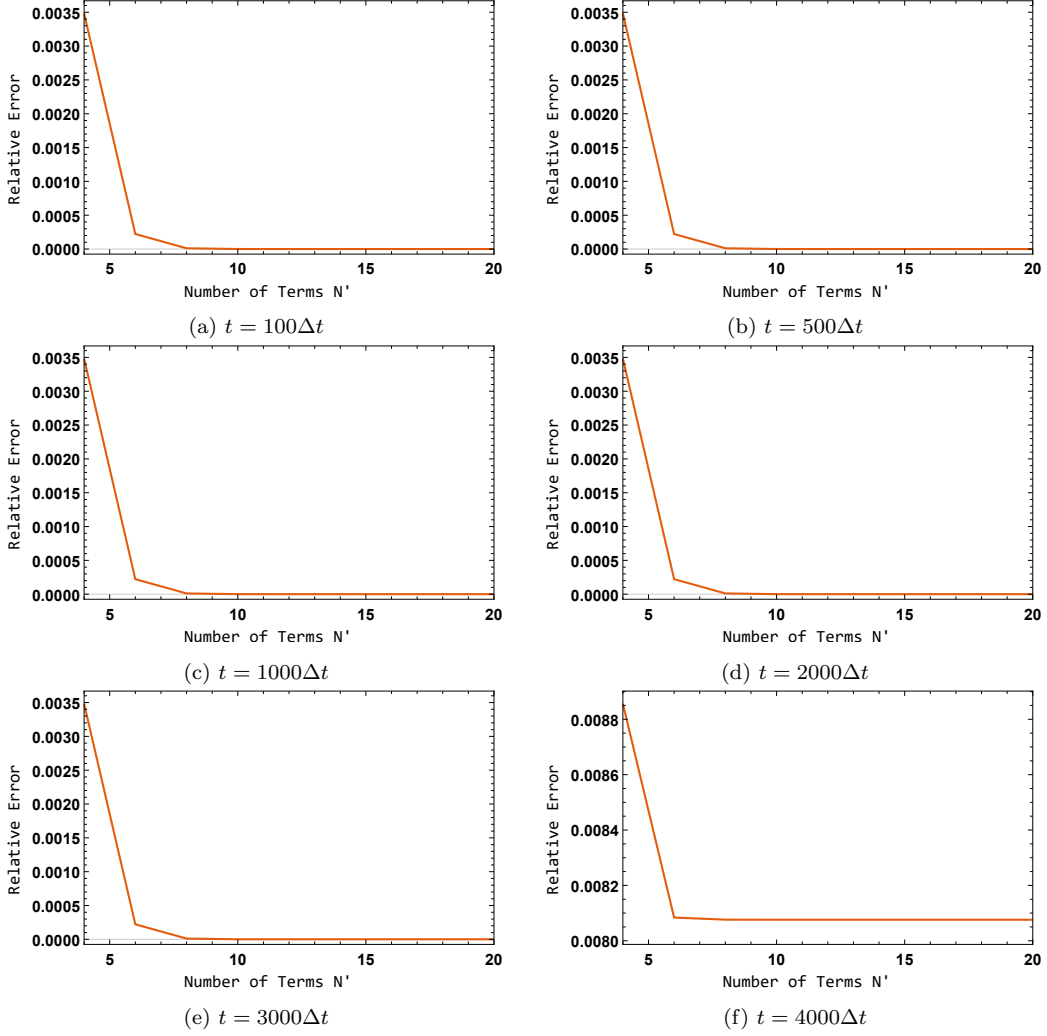 0.0035
0.0030
0.0025
0.0020
0.0015
0.0010
0.0005
0.0000
Relative Error
5 10 15 20
Number of Terms N'
(a) t = 100Δt
0.0035
0.0030
0.0025
0.0020
0.0015
0.0010
0.0005
0.0000
Relative Error
5 10 15 20
Number of Terms N'
(b) t = 500Δt
0.0035
0.0030
0.0025
0.0020
0.0015
0.0010
0.0005
0.0000
Relative Error
5 10 15 20
Number of Terms N'
(c) t = 1000Δt
0.0035
0.0030
0.0025
0.0020
0.0015
0.0010
0.0005
0.0000
Relative Error
5 10 15 20
Number of Terms N'
(d) t = 2000Δt
0.0035
0.0030
0.0025
0.0020
0.0015
0.0010
0.0005
0.0000
Relative Error
5 10 15 20
Number of Terms N'
(e) t = 3000Δt
0.0088
0.0086
0.0084
0.0082
0.0080
Relative Error
5 10 15 20
Number of Terms N'
(f) t = 4000Δt